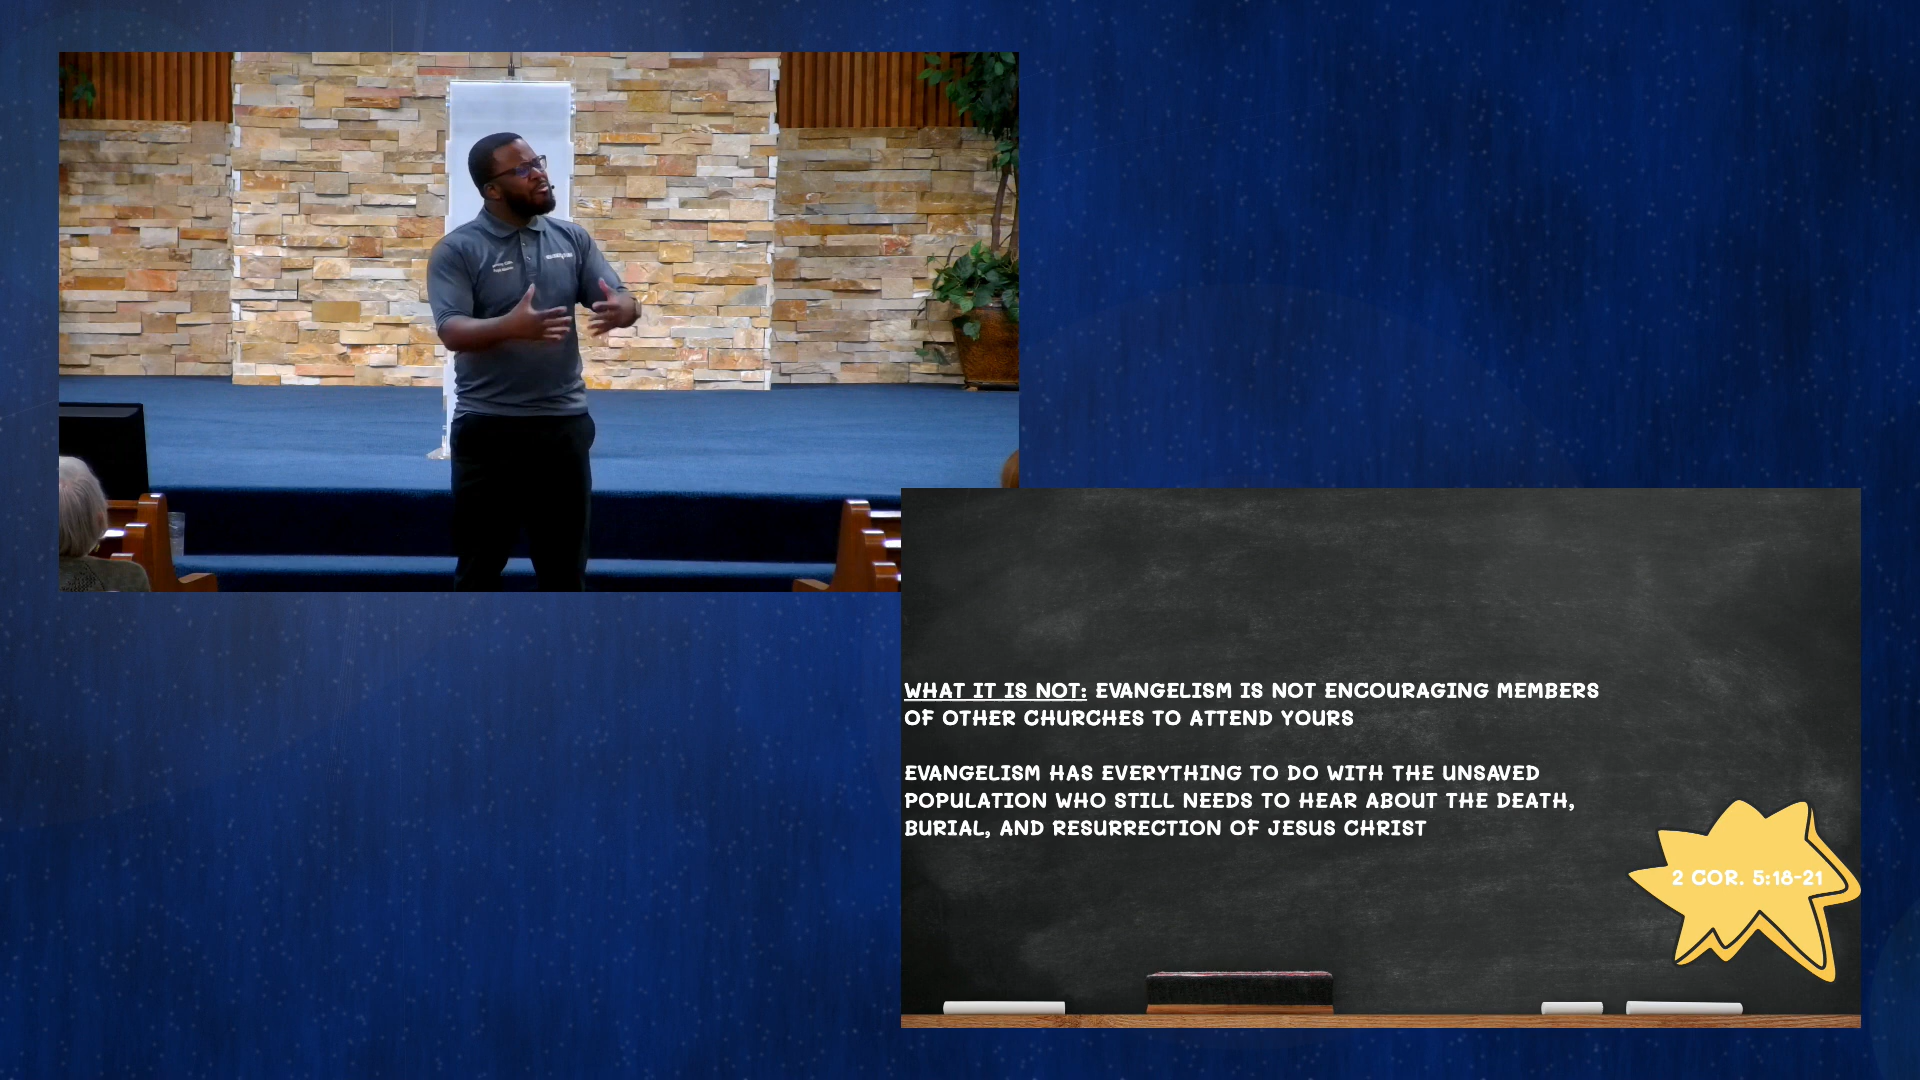 WHAT IT IS NOT: EVANGELISM IS NOT ENCOURAGING MEMBERS
OF OTHER CHURCHES TO ATTEND YOURS
EVANGELISM HAS EVERYTHING TO DO WITH THE UNSAVED
POPULATION WHO STILL NEEDS TO HEAR ABOUT THE DEATH,
BURIAL, AND RESURRECTION OF JESUS CHRIST
2 COR. 5:18-21